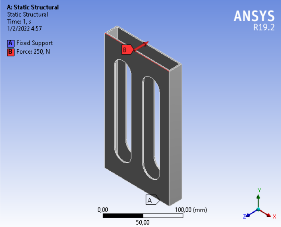 A: Static Structural
Static Structural
Time: 1, s
1/2/2022 4:57
A Fixed Support
B Force: 250, N
ANSYS
R19.2
B
A
0,00 100,00 (mm)
50,00
Y
Z X